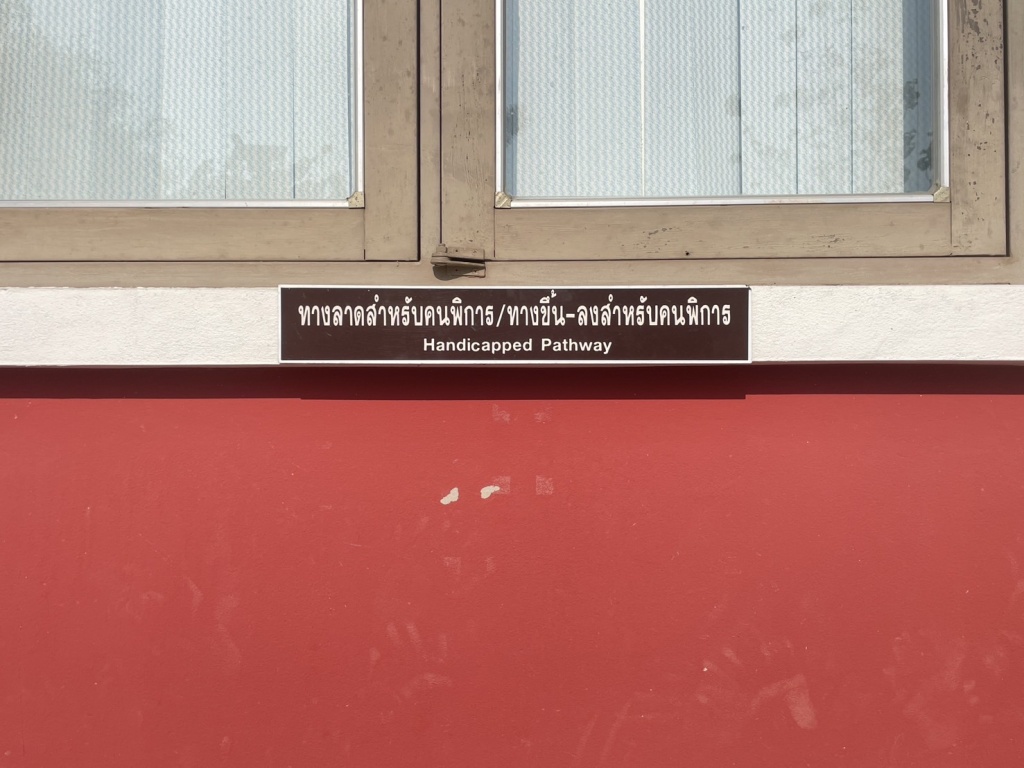 ทางลาดสำหรับคนพิการ/ทางขึ้น-ลงสำหรับคนพิการ
Handicapped Pathway